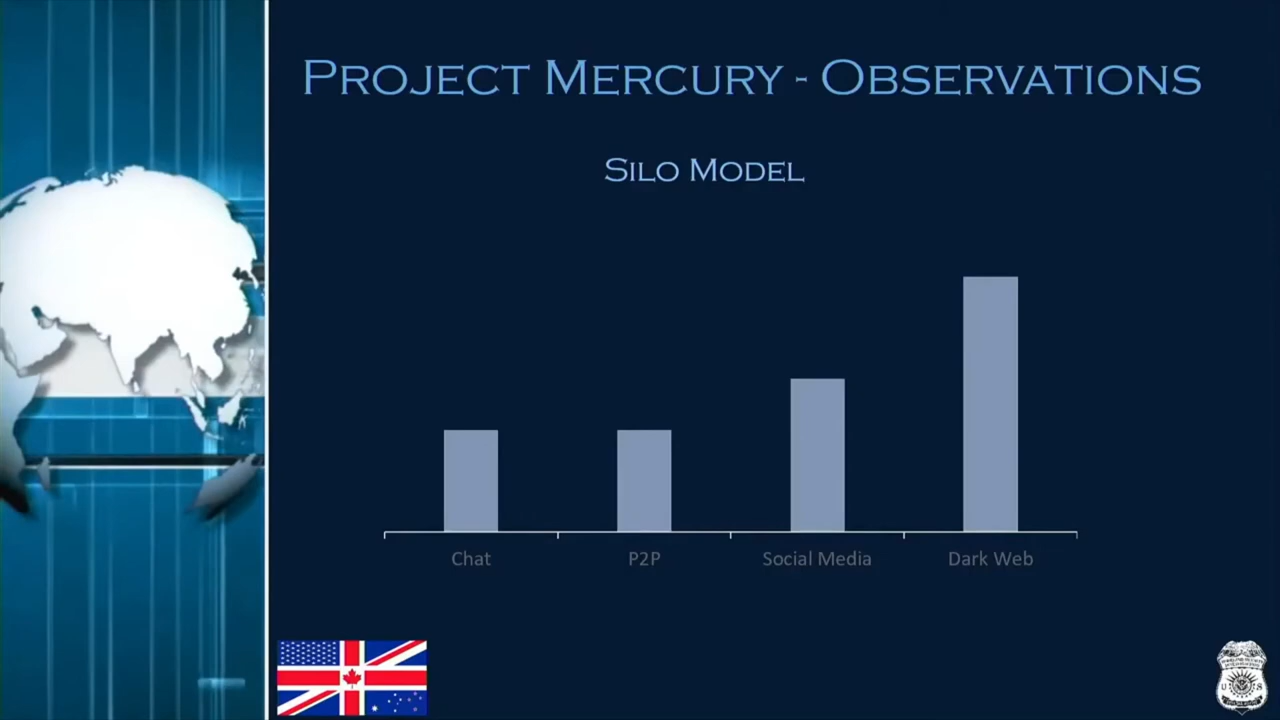 PROJECT MERCURY - OBSERVATIONS
SILO MODEL
Chat P2P Social Media Dark Web
U S